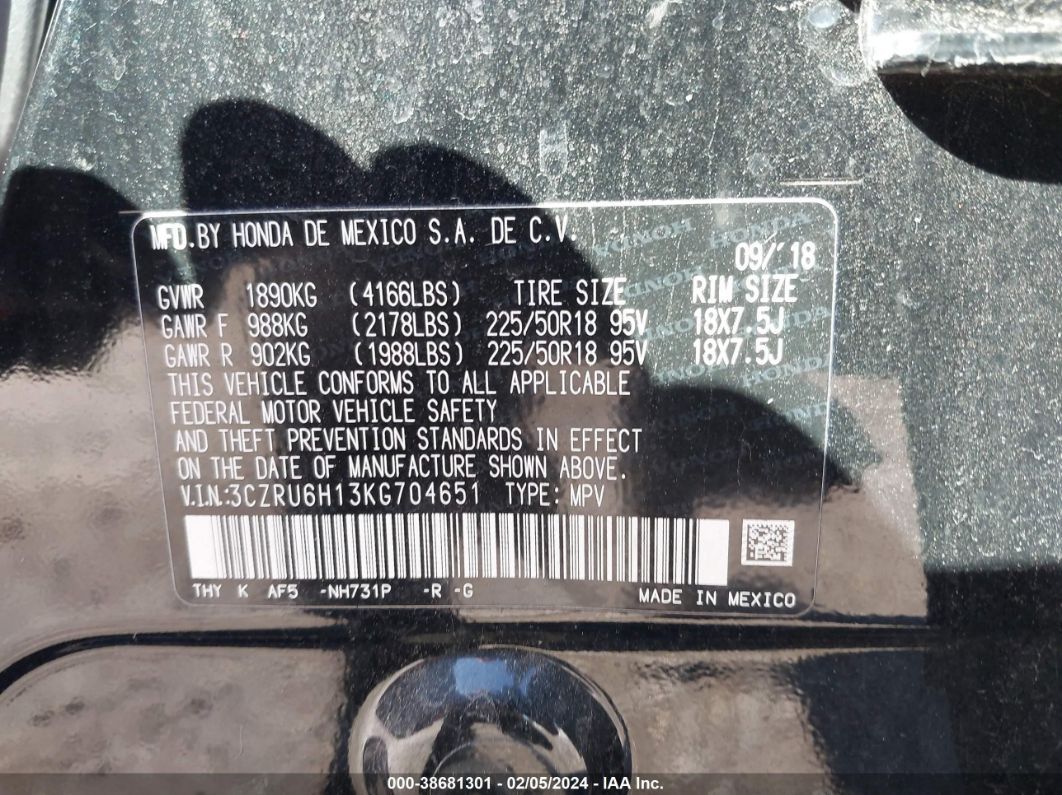 MFD.BY HONDA DE MEXICO S.A. DE C.V.
09/'18
GVWR 1890KG (4166LBS) TIRE SIZE RIM SIZE
GAWR F 988KG (2178LBS) 225/50R18 95V 18X7.5J
GAWR R 902KG (1988LBS) 225/50R18 95V 18X7.5J
THIS VEHICLE CONFORMS TO ALL APPLICABLE
FEDERAL MOTOR VEHICLE SAFETY
AND THEFT PREVENTION STANDARDS IN EFFECT
ON THE DATE OF MANUFACTURE SHOWN ABOVE.
V.I.N.:3CZRU6H13KG704651 TYPE: MPV
THY K AF5 -NH731P -R -G MADE IN MEXICO
000-38681301 - 02/05/2024 - IAA Inc.